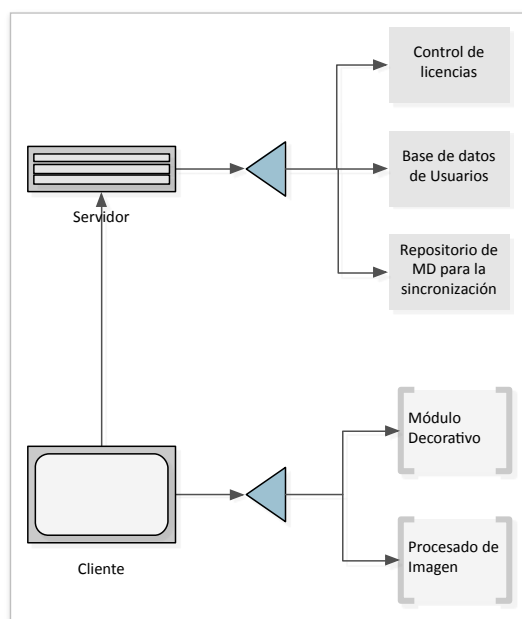 Control de
licencias
Base de datos
de Usuarios
Servidor
Repositorio de
MD para la
sincronización
Módulo
Decorativo
Procesado de
Imagen
Cliente